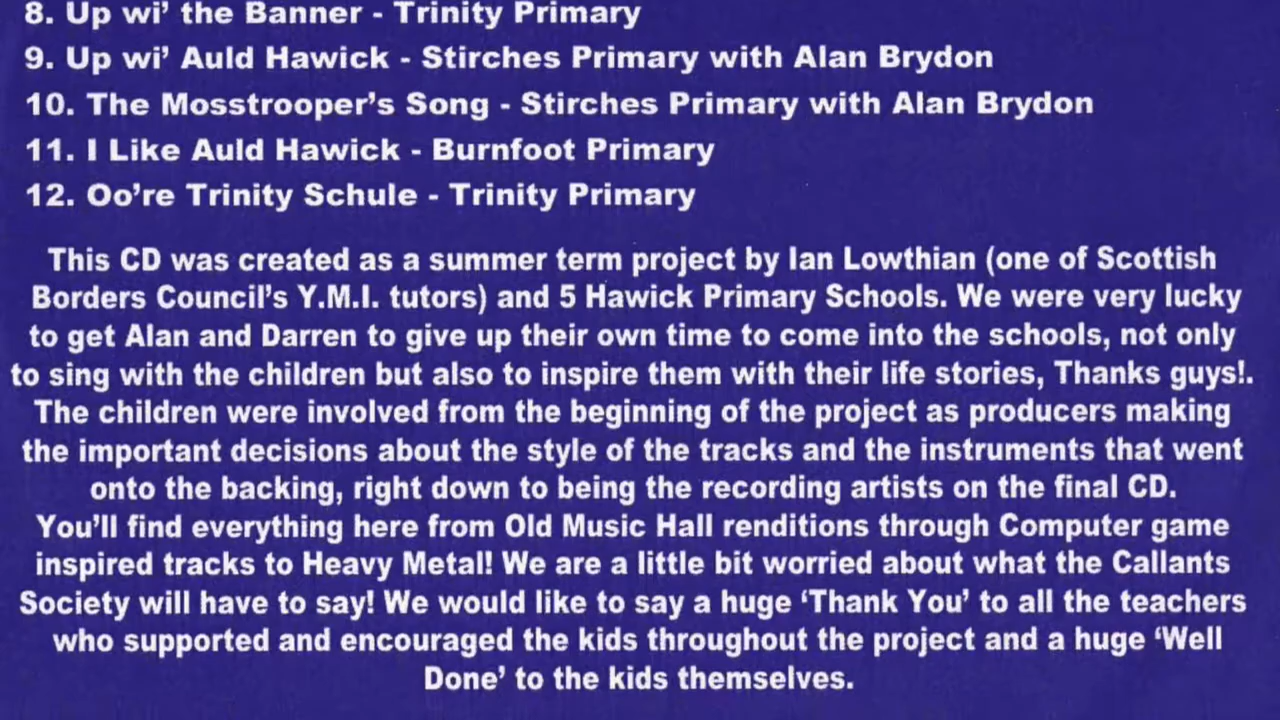 8. Up wi’ the Banner - Trinity Primary
9. Up wi’ Auld Hawick - Stirches Primary with Alan Brydon
10. The Mosstrooper’s Song - Stirches Primary with Alan Brydon
11. I Like Auld Hawick - Burnfoot Primary
12. Oo’re Trinity Schule - Trinity Primary
This CD was created as a summer term project by Ian Lowthian (one of Scottish
Borders Council’s Y.M.I. tutors) and 5 Hawick Primary Schools. We were very lucky
to get Alan and Darren to give up their own time to come into the schools, not only
to sing with the children but also to inspire them with their life stories, Thanks guys!.
The children were involved from the beginning of the project as producers making
the important decisions about the style of the tracks and the instruments that went
onto the backing, right down to being the recording artists on the final CD.
You’ll find everything here from Old Music Hall renditions through Computer game
inspired tracks to Heavy Metal! We are a little bit worried about what the Callants
Society will have to say! We would like to say a huge ‘Thank You’ to all the teachers
who supported and encouraged the kids throughout the project and a huge ‘Well
Done’ to the kids themselves.